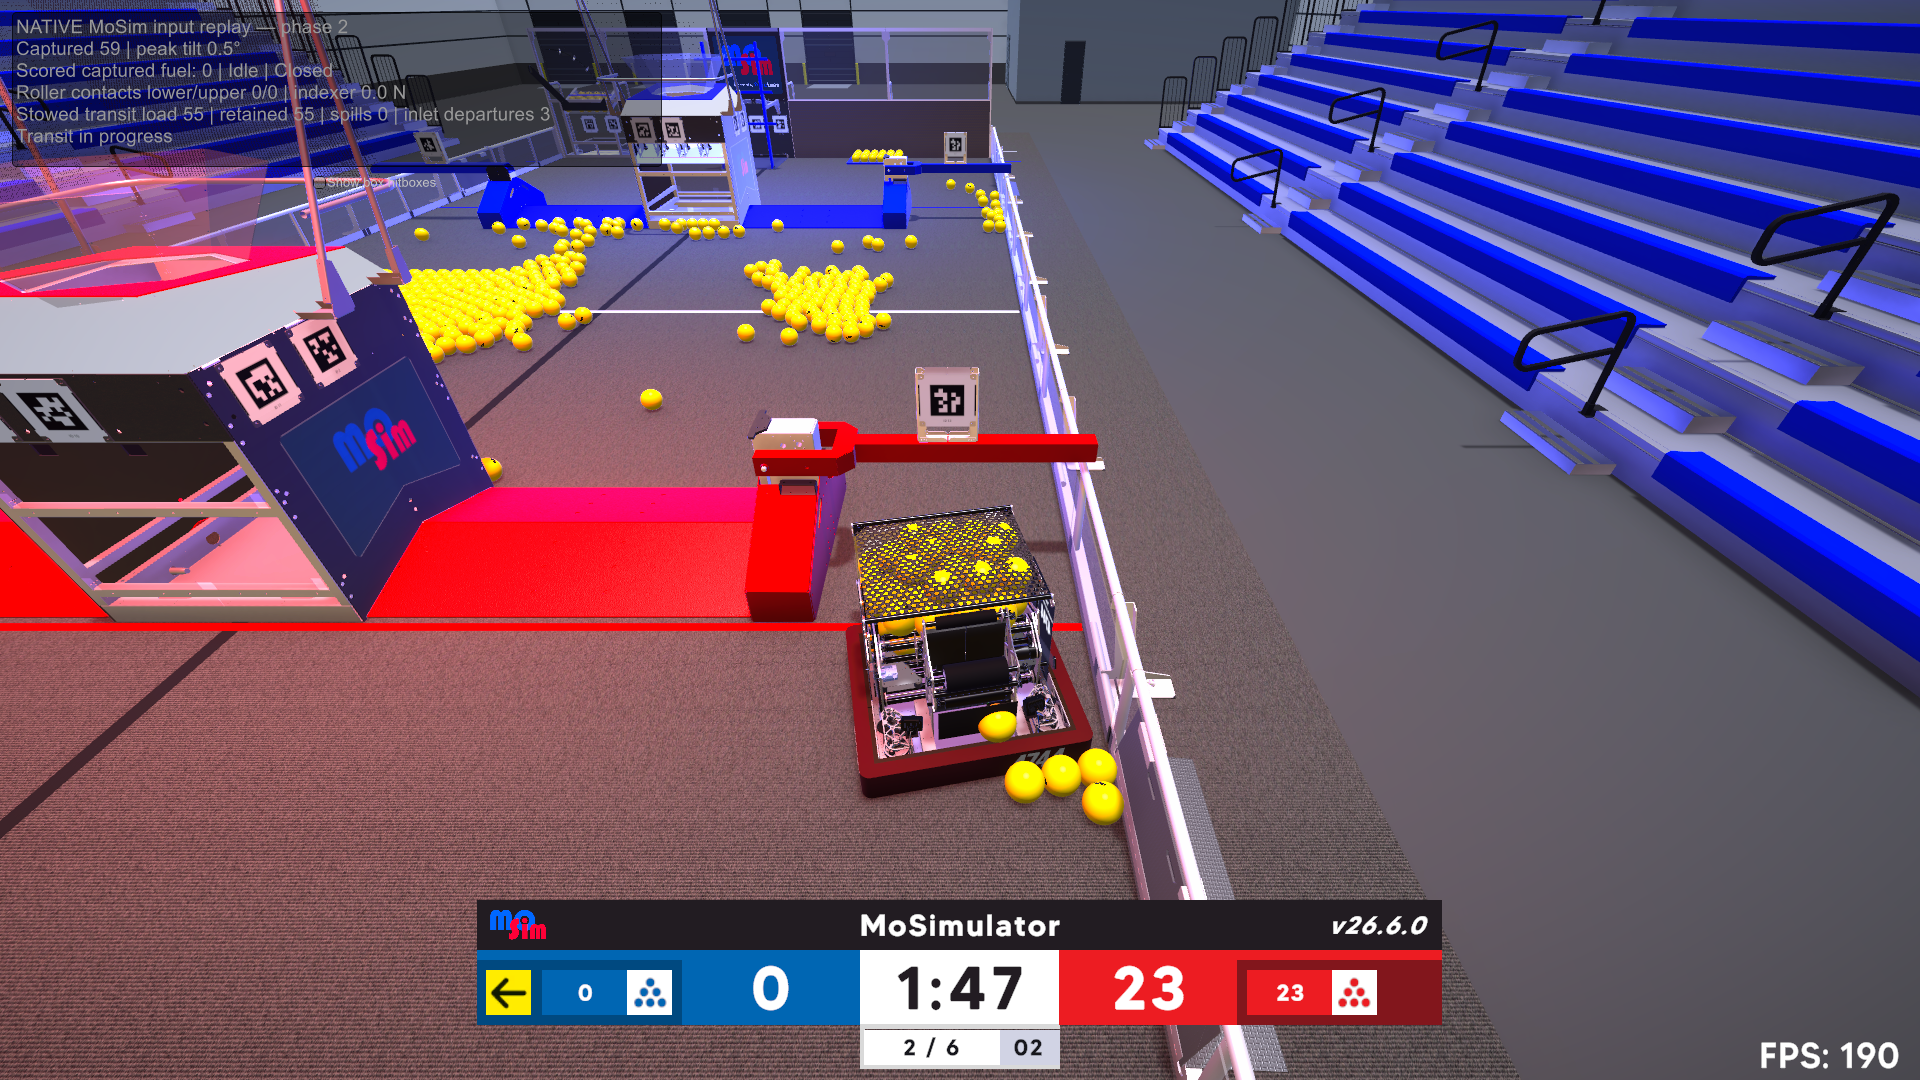 NATIVE MoSim input replay — phase 2
Captured 59 | peak tilt 0.5°
Scored captured fuel: 0 | Idle | Closed
Roller contacts lower/upper 0/0 | indexer 0.0 N
Stowed transit load 55 | retained 55 | spills 0 | inlet departures 3
Transit in progress
Show box hitboxes
mosim
mosim
mosim
MoSimulator
v26.6.0
0
0
1:47
23
23
2 / 6
02
FPS: 190